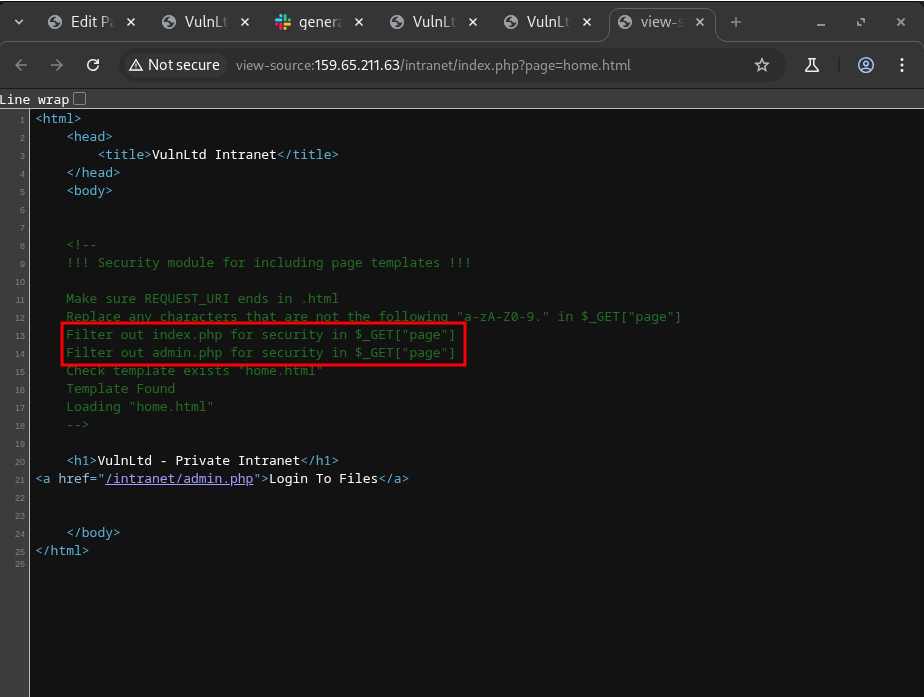 Edit Pa
VulnLt
genera
VulnLt
VulnLt
view-s
Not secure
view-source:159.65.211.63/intranet/index.php?page=home.html
Line wrap
1 <html>
2 <head>
3 <title>VulnLtd Intranet</title>
4 </head>
5 <body>
6
7
8 <!--
9 !!! Security module for including page templates !!!
10
11 Make sure REQUEST_URI ends in .html
12 Replace any characters that are not the following "a-zA-Z0-9." in $_GET["page"]
13 Filter out index.php for security in $_GET["page"]
14 Filter out admin.php for security in $_GET["page"]
15 Check template exists "home.html"
16 Template Found
17 Loading "home.html"
18 -->
19
20 <h1>VulnLtd - Private Intranet</h1>
21 <a href="/intranet/admin.php">Login To Files</a>
22
23
24 </body>
25 </html>
26